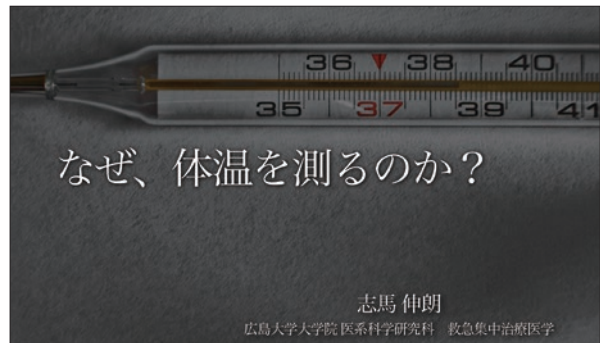 36 38 40
35 37 39 41
なぜ、体温を測るのか?
志馬 伸朗
広島大学大学院 医系科学研究科 救急集中治療医学